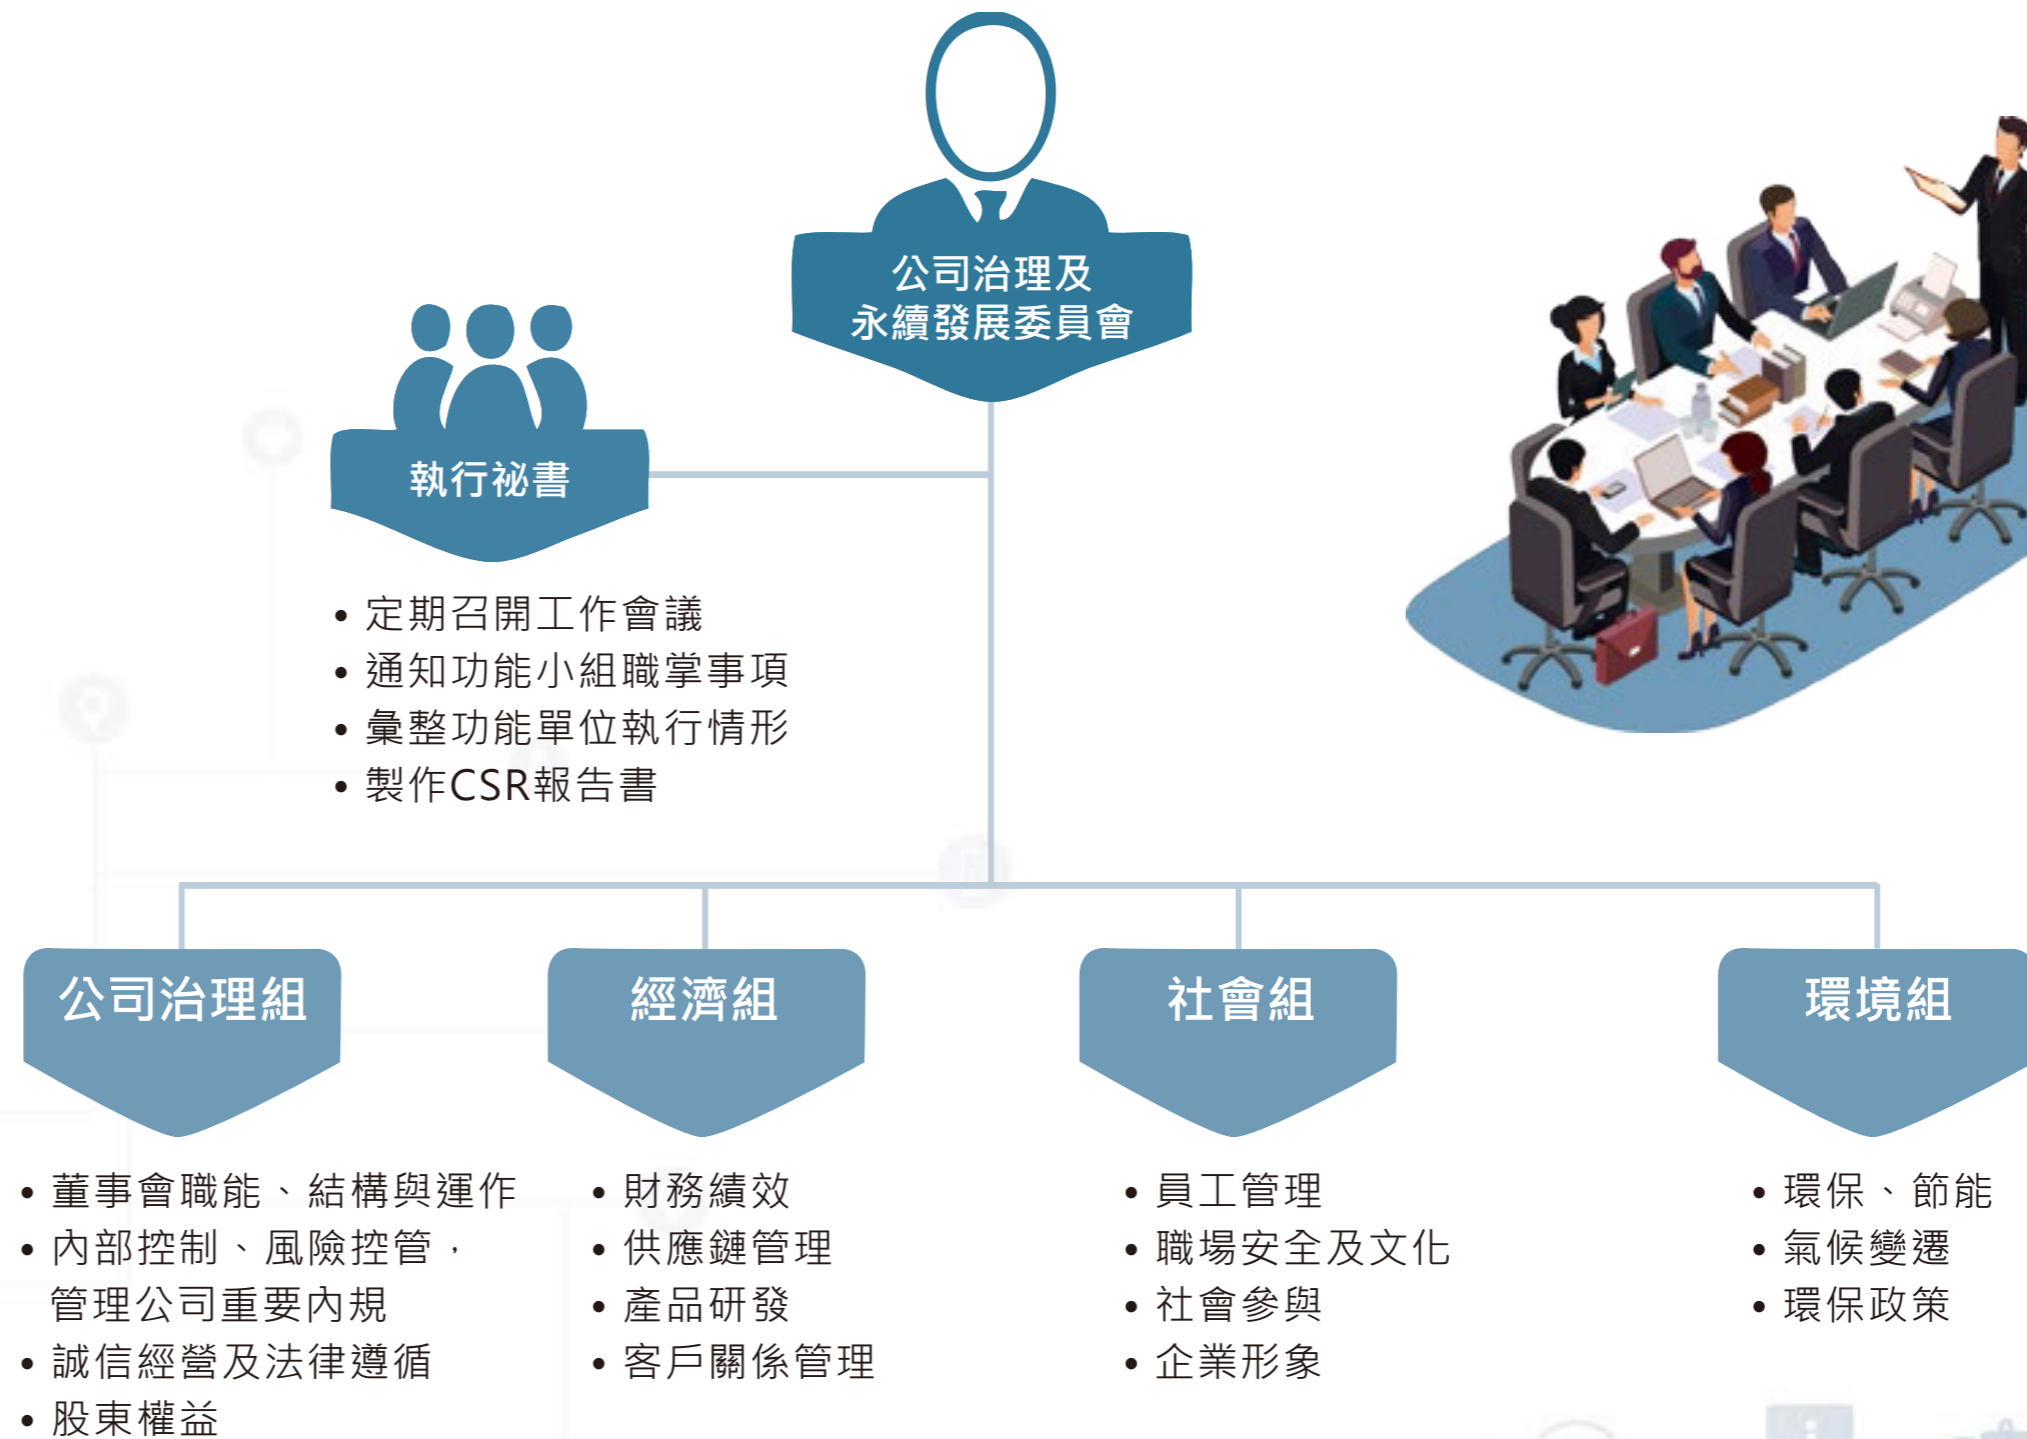 公司治理及
永續發展委員會
執行祕書
• 定期召開工作會議
• 通知功能小組職掌事項
• 彙整功能單位執行情形
• 製作CSR報告書
公司治理組
• 董事會職能、結構與運作
• 內部控制、風險控管，
管理公司重要內規
• 誠信經營及法律遵循
• 股東權益
經濟組
• 財務績效
• 供應鏈管理
• 產品研發
• 客戶關係管理
社會組
• 員工管理
• 職場安全及文化
• 社會參與
• 企業形象
環境組
• 環保、節能
• 氣候變遷
• 環保政策